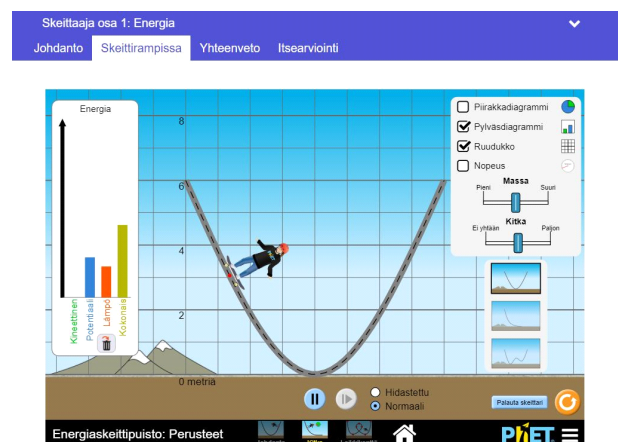 Skeittaaja osa 1: Energia
Johdanto Skeittirampissa Yhteenveto Itsearviointi
Energia
Kineettinen
Potentiaali
Lämpö
Kokonais
8
6
4
2
0 metriä
Piirakkadiagrammi
Pylväsdiagrammi
Ruudukko
Nopeus
Massa
Pieni Suuri
Kitka
Ei yhtään Paljon
Hidastettu
Normaali
Palauta skeittari
Energiaskeittipuisto: Perusteet
PhET